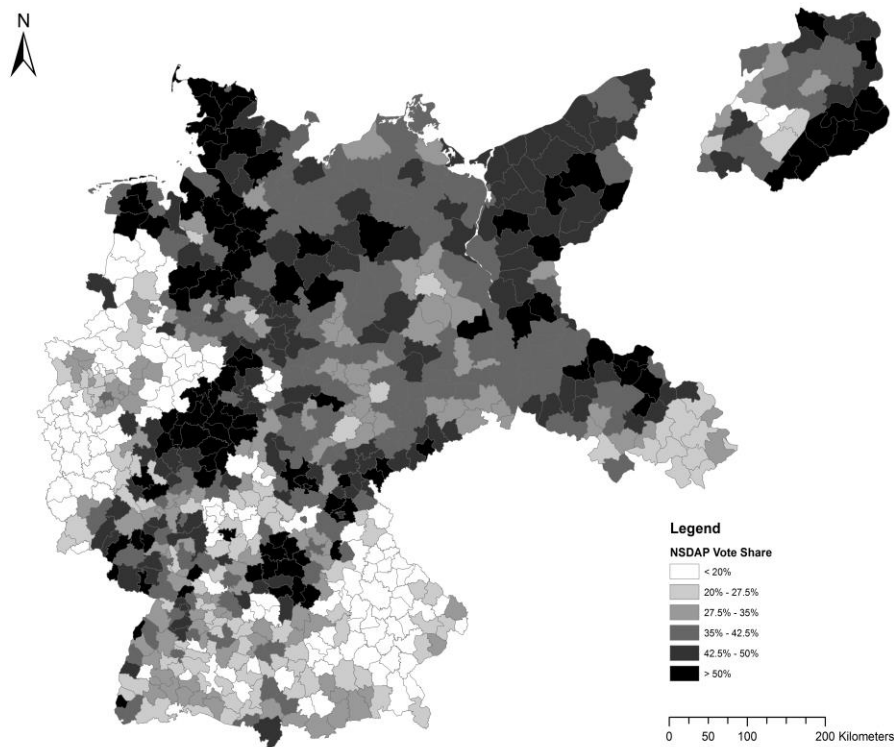 N
Legend
NSDAP Vote Share
< 20%
20% - 27.5%
27.5% - 35%
35% - 42.5%
42.5% - 50%
> 50%
0 50 100 200 Kilometers